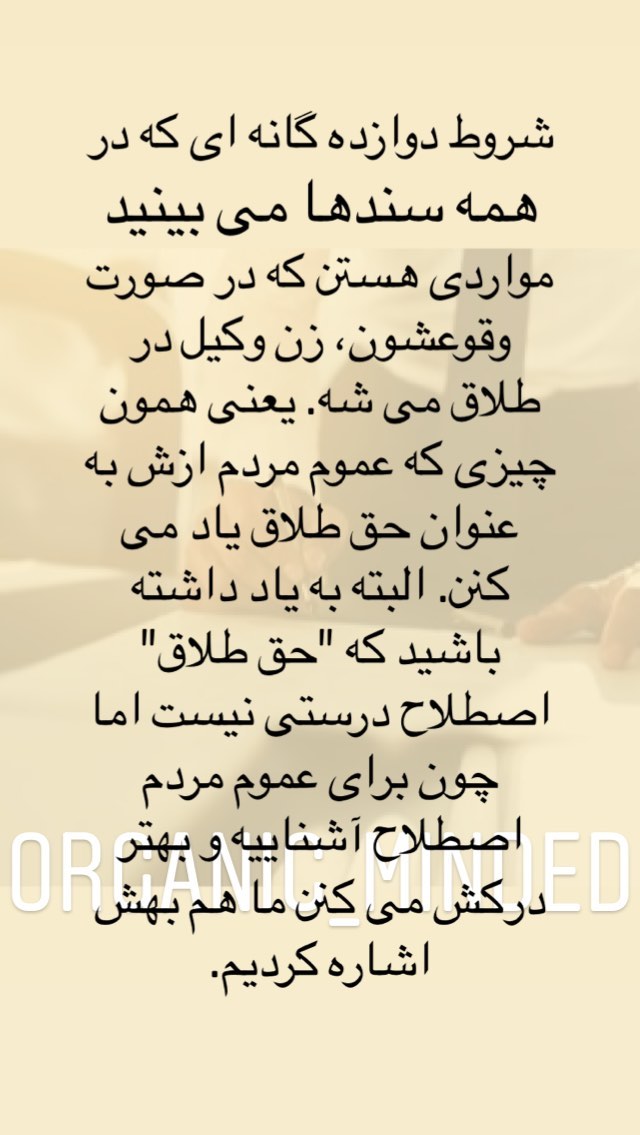 شروط دوازده گانه ای که در
همه سندها می بینید
مواردی هستن که در صورت
وقوعشون، زن وکیل در
طلاق می شه. یعنی همون
چیزی که عموم مردم ازش به
عنوان حق طلاق یاد می
کنن. البته به یاد داشته
باشید که "حق طلاق"
اصطلاح درستی نیست اما
چون برای عموم مردم
اصطلاح آشناییه و بهتر
ORGANIC_MINDED
درکش می کنن ما هم بهش
اشاره کردیم.